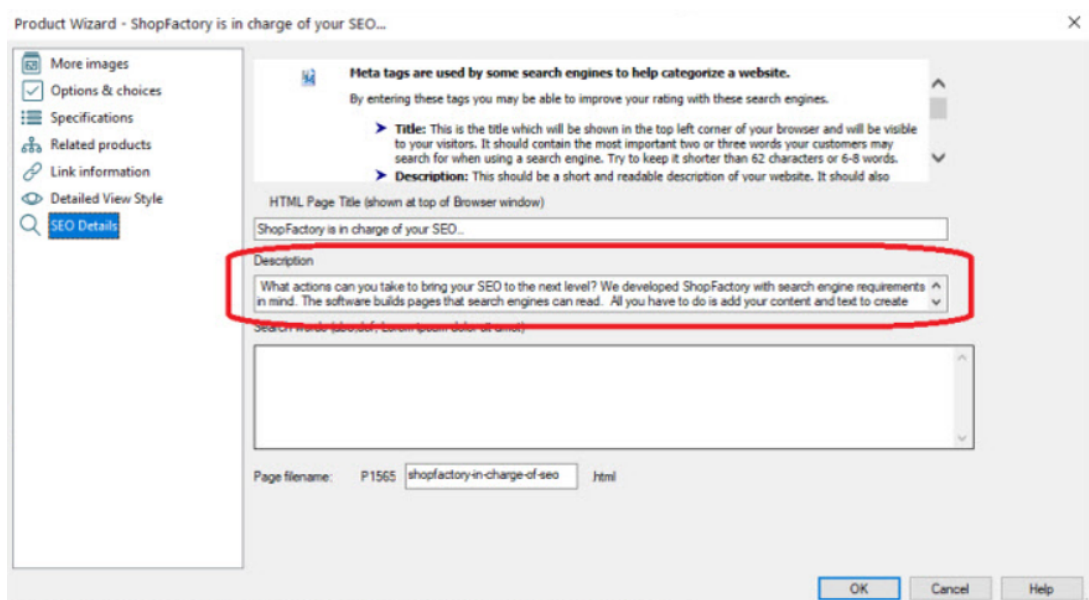 Product Wizard - ShopFactory is in charge of your SEO...
More images
Options & choices
Specifications
Related products
Link information
Detailed View Style
SEO Details
Meta tags are used by some search engines to help categorize a website.
By entering these tags you may be able to improve your rating with these search engines.
Title: This is the title which will be shown in the top left corner of your browser and will be visible
to your visitors. It should contain the most important two or three words your customers may
search for when using a search engine. Try to keep it shorter than 62 characters or 6-8 words.
Description: This should be a short and readable description of your website. It should also
HTML Page Title (shown at top of Browser window)
ShopFactory is in charge of your SEO...
Description
What actions can you take to bring your SEO to the next level? We developed ShopFactory with search engine requirements
in mind. The software builds pages that search engines can read. All you have to do is add your content and text to create
Search words (abc,def, Lorem ipsum dolor sit amet)
Page filename: P1565 shopfactory-in-charge-of-seo .html
OK Cancel Help